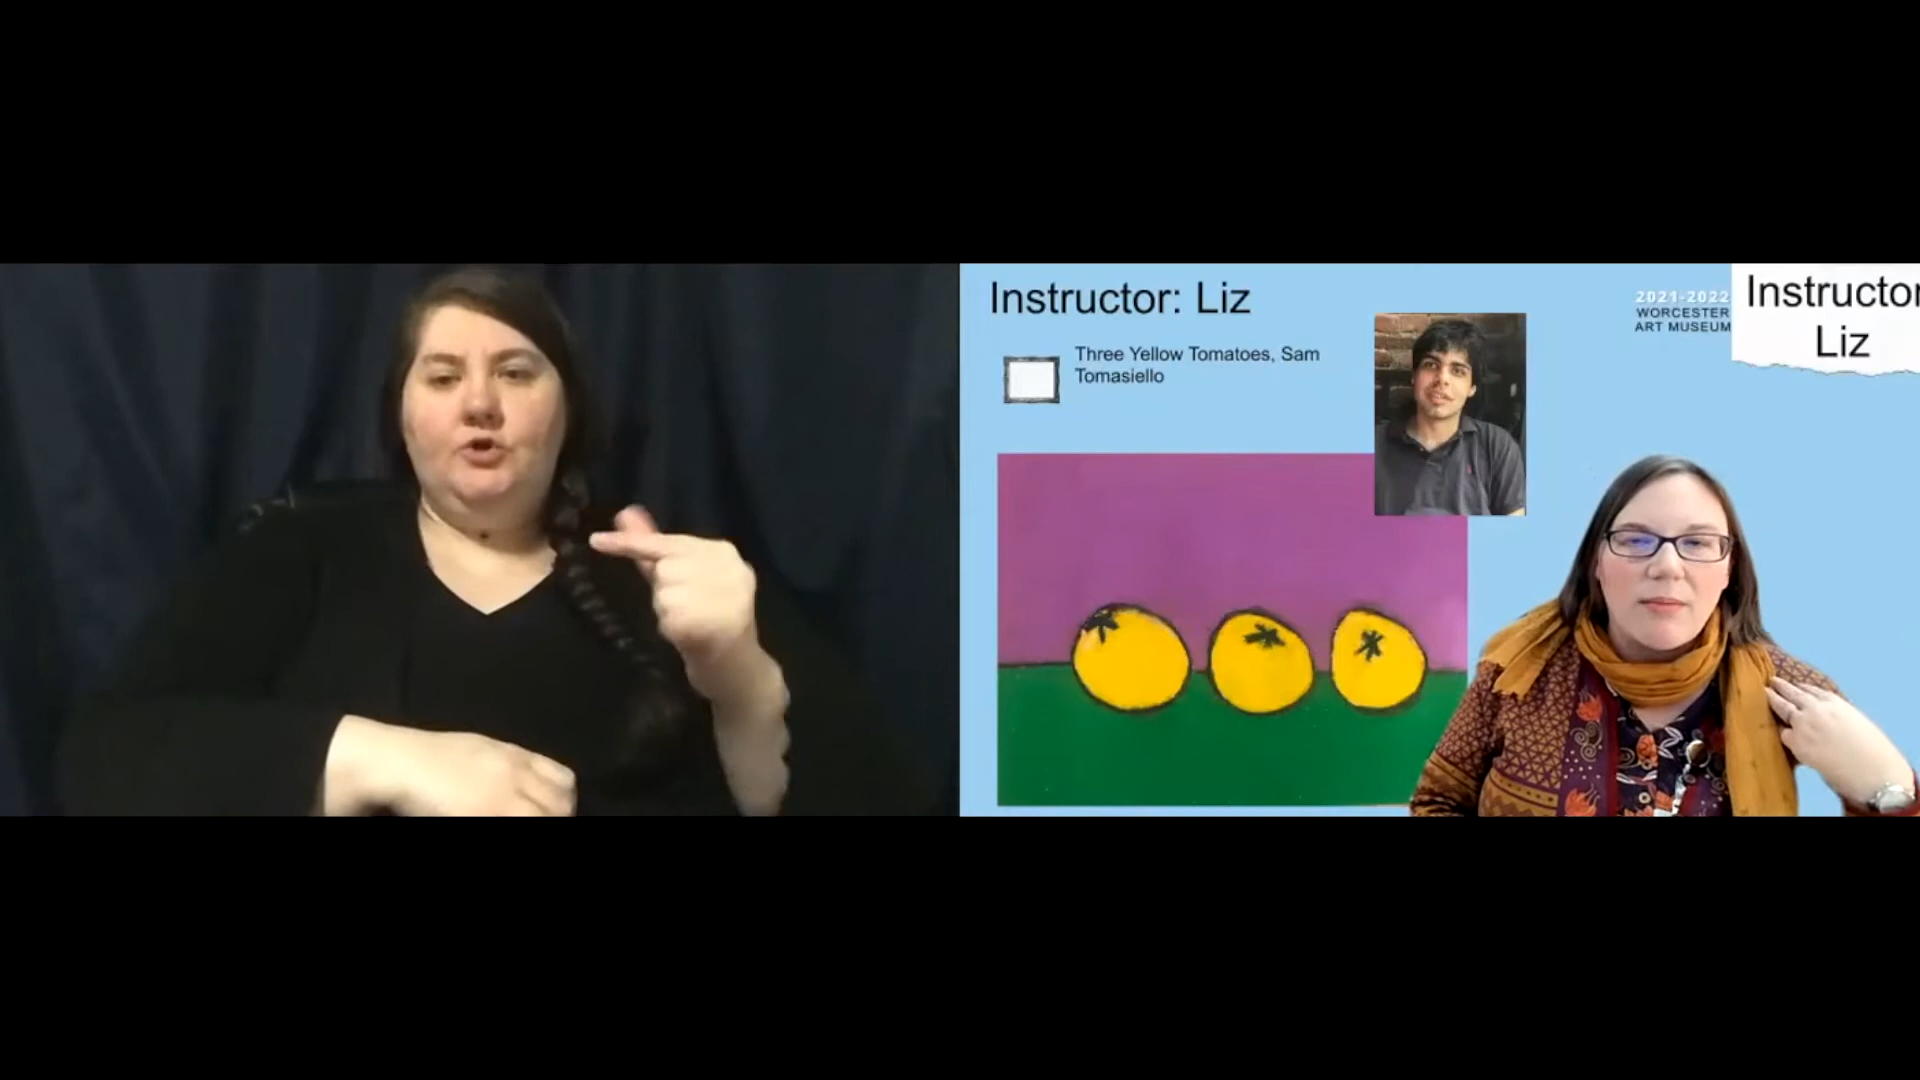 Instructor: Liz
Three Yellow Tomatoes, Sam
Tomasiello
2021-2022
WORCESTER
ART MUSEUM
Instructor
Liz